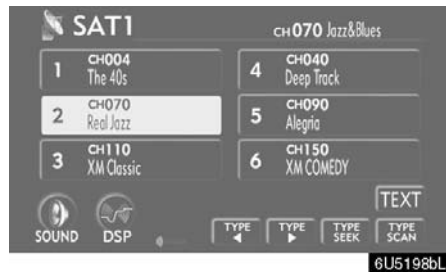 SAT1 CH070 Jazz&Blues
1 CH004
The 40s
2 CH070
Real Jazz
3 CH110
XM Classic
4 CH040
Deep Track
5 CH090
Alegria
6 CH150
XM COMEDY
TEXT
SOUND DSP TYPE TYPE TYPE SEEK TYPE SCAN
6U5198bL